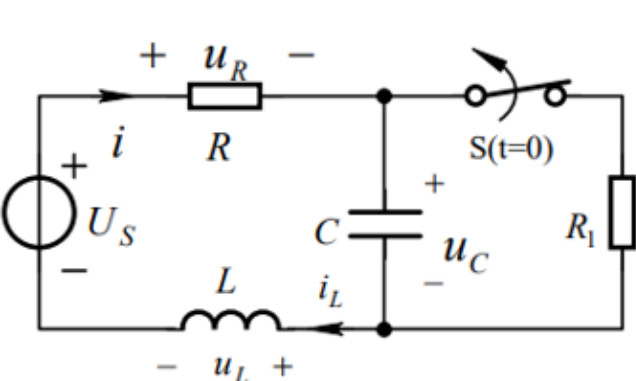 + u_R −
i
R
S(t=0)
+
U_S
−
C
+
u_C
−
R_1
L
i_L
− u_L +